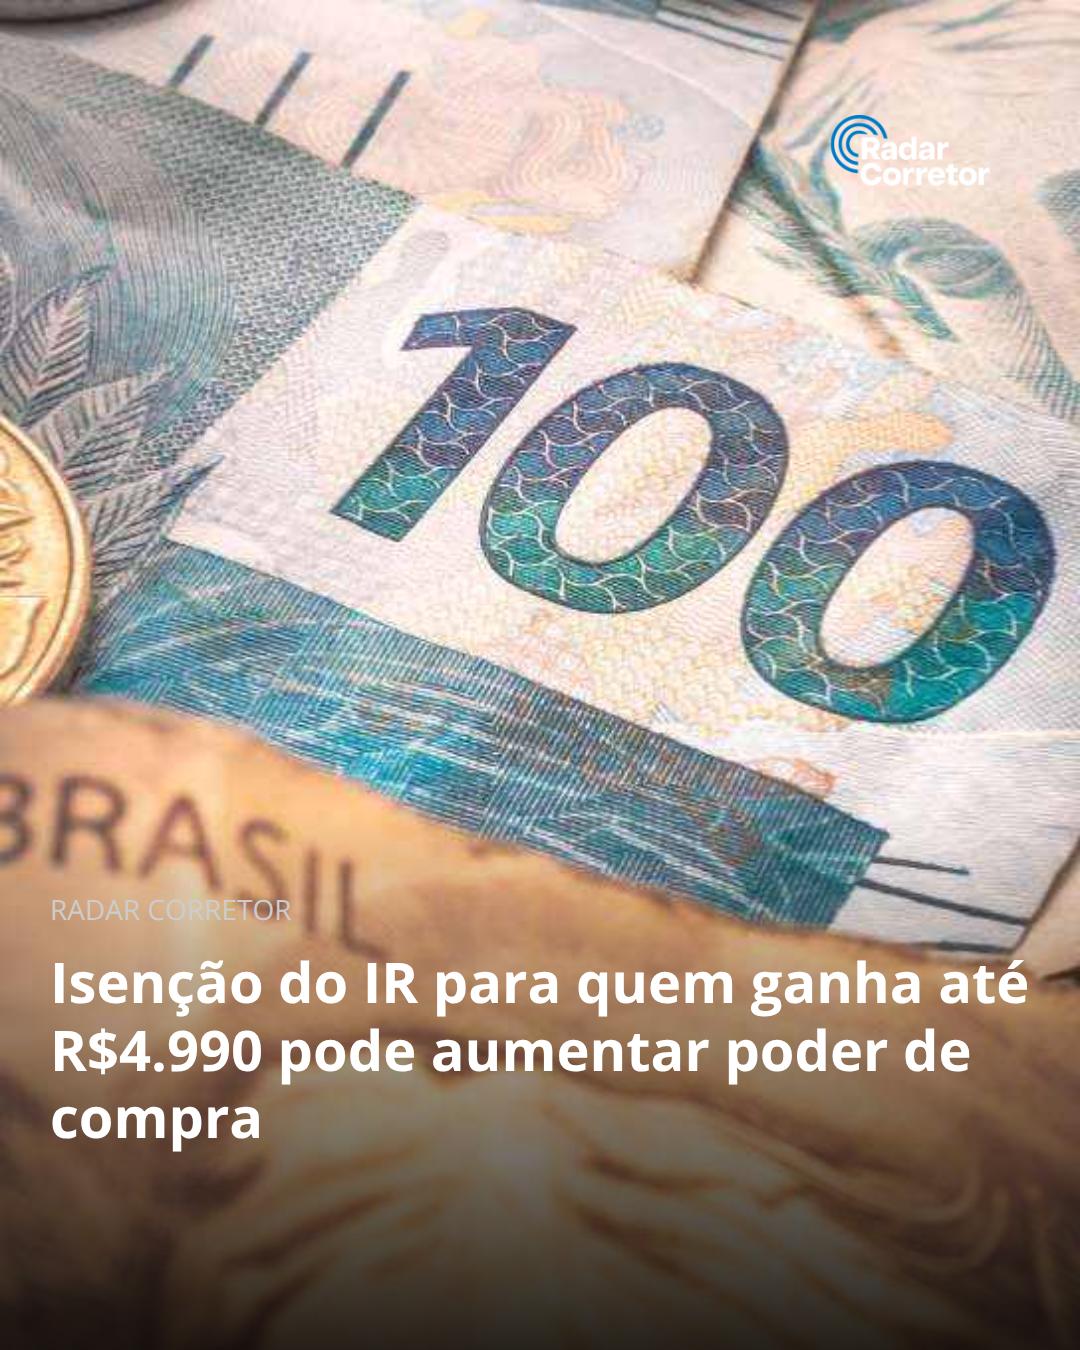 Radar
Corretor
100
BRASIL
RADAR CORRETOR
Isenção do IR para quem ganha até
R$4.990 pode aumentar poder de
compra